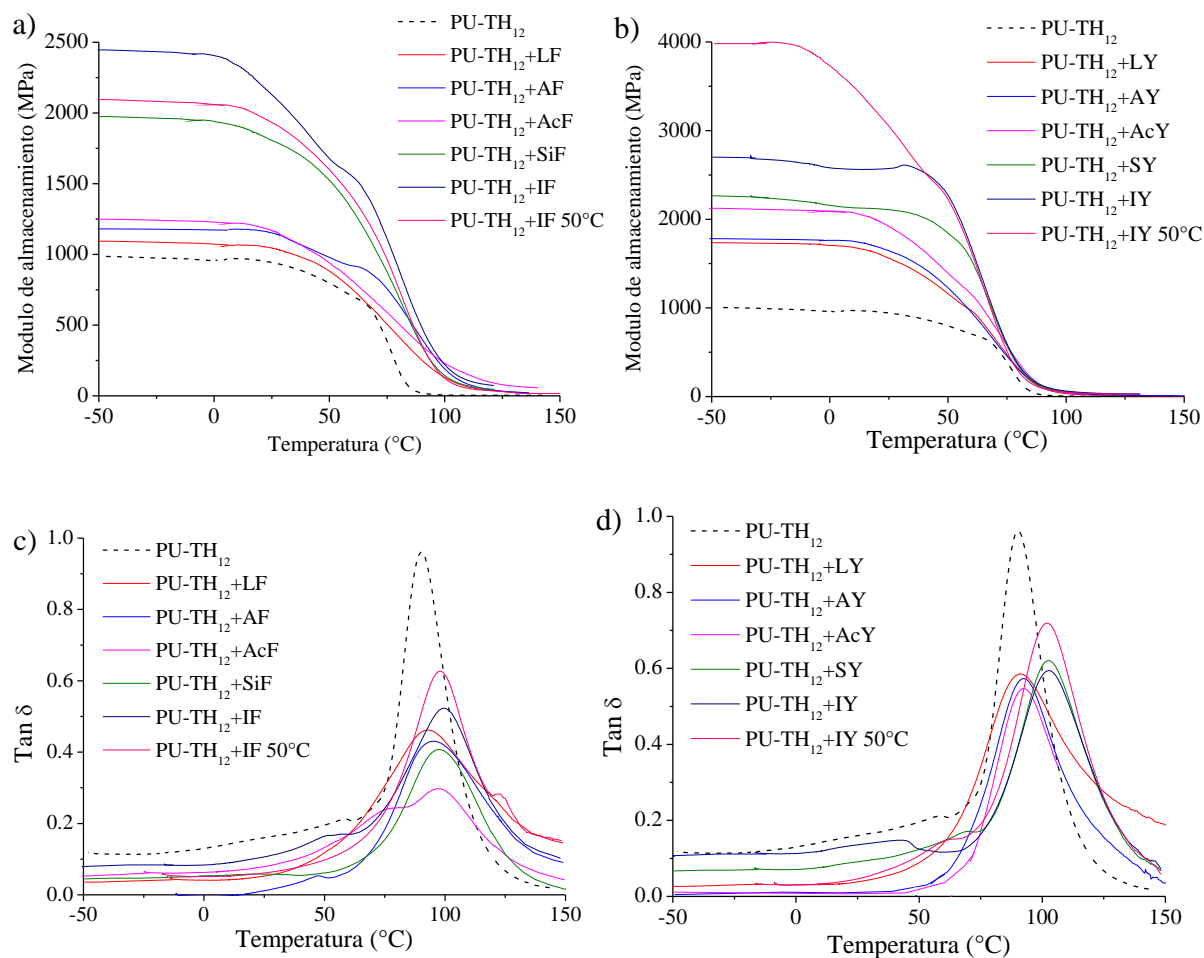 a)
Modulo de almacenamiento (MPa)
2500
2000
1500
1000
500
0
-50 0 50 100 150
Temperatura (°C)
PU-TH₁₂
PU-TH₁₂+LF
PU-TH₁₂+AF
PU-TH₁₂+AcF
PU-TH₁₂+SiF
PU-TH₁₂+IF
PU-TH₁₂+IF 50°C
b)
Modulo de almacenamiento (MPa)
4000
3000
2000
1000
0
-50 0 50 100 150
Temperatura (°C)
PU-TH₁₂
PU-TH₁₂+LY
PU-TH₁₂+AY
PU-TH₁₂+AcY
PU-TH₁₂+SY
PU-TH₁₂+IY
PU-TH₁₂+IY 50°C
c)
Tan δ
1.0
0.8
0.6
0.4
0.2
0.0
-50 0 50 100 150
Temperatura (°C)
PU-TH₁₂
PU-TH₁₂+LF
PU-TH₁₂+AF
PU-TH₁₂+AcF
PU-TH₁₂+SiF
PU-TH₁₂+IF
PU-TH₁₂+IF 50°C
d)
Tan δ
1.0
0.8
0.6
0.4
0.2
0.0
-50 0 50 100 150
Temperatura (°C)
PU-TH₁₂
PU-TH₁₂+LY
PU-TH₁₂+AY
PU-TH₁₂+AcY
PU-TH₁₂+SY
PU-TH₁₂+IY
PU-TH₁₂+IY 50°C